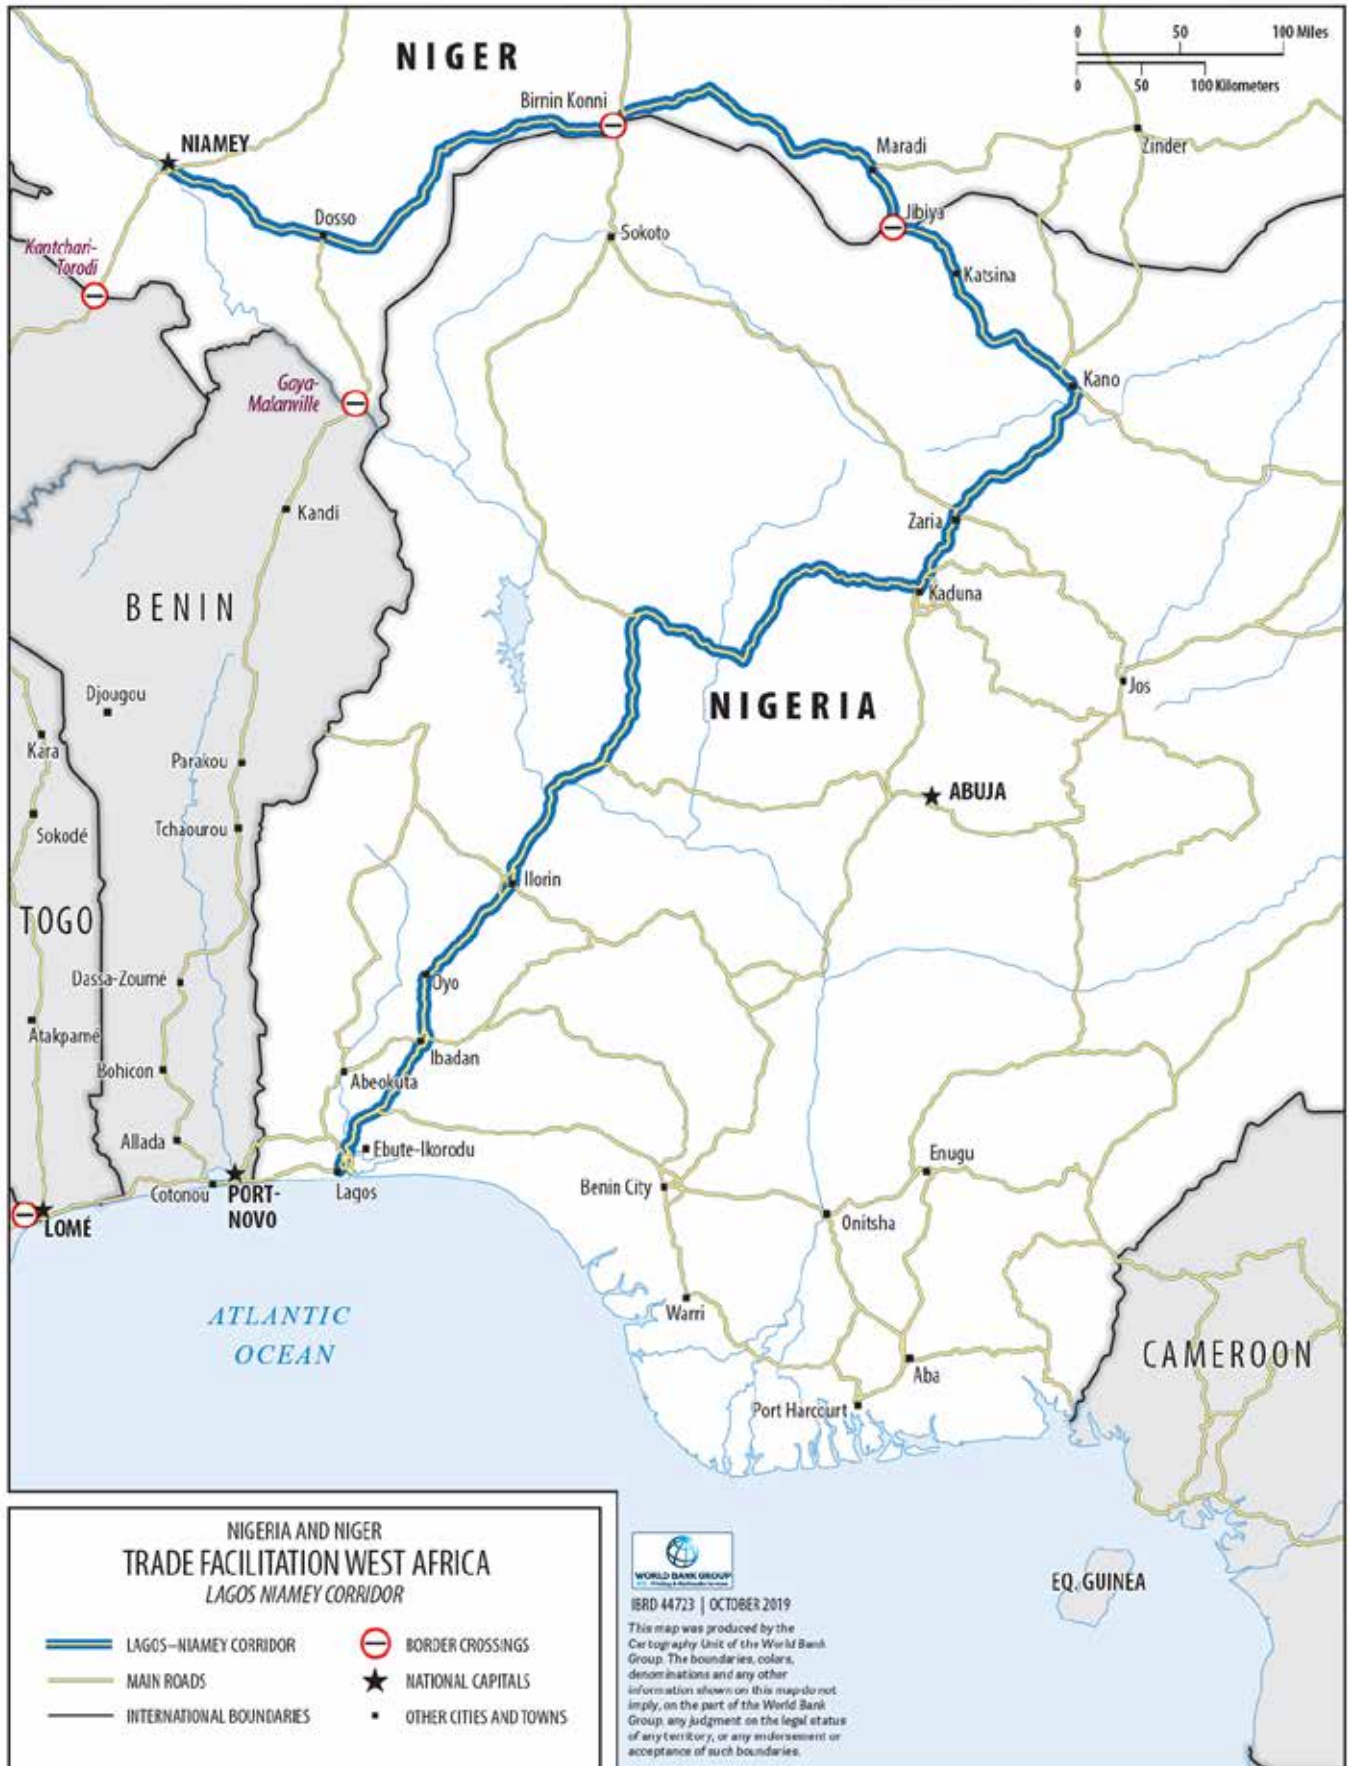 NIGER
0 50 100 Miles
0 50 100 Kilometers
Birnin Konni
NIAMEY
Maradi
Zinder
Dosso
Jibiya
Sokoto
Kantchari-
Torodi
Katsina
Gaya-
Malanville
Kano
Kandi
Zaria
BENIN
Kaduna
Djougou
NIGERIA
Jos
Kara
Parakou
ABUJA
Sokodé
Tchaourou
Ilorin
TOGO
Dassa-Zoumé
Oyo
Atakpamé
Ibadan
Bohicon
Abeokuta
Allada
Ebute-Ikorodu
Enugu
Cotonou
PORT-
NOVO
Lagos
Benin City
Onitsha
LOMÉ
ATLANTIC
OCEAN
Warri
CAMEROON
Aba
Port Harcourt
EQ. GUINEA
NIGERIA AND NIGER
TRADE FACILITATION WEST AFRICA
LAGOS NIAMEY CORRIDOR
LAGOS–NIAMEY CORRIDOR
MAIN ROADS
INTERNATIONAL BOUNDARIES
BORDER CROSSINGS
NATIONAL CAPITALS
OTHER CITIES AND TOWNS
WORLD BANK GROUP
Printing & Multimedia Services
IBRD 44723 | OCTOBER 2019
This map was produced by the
Cartography Unit of the World Bank
Group. The boundaries, colors,
denominations and any other
information shown on this map do not
imply, on the part of the World Bank
Group, any judgment on the legal status
of any territory, or any endorsement or
acceptance of such boundaries.